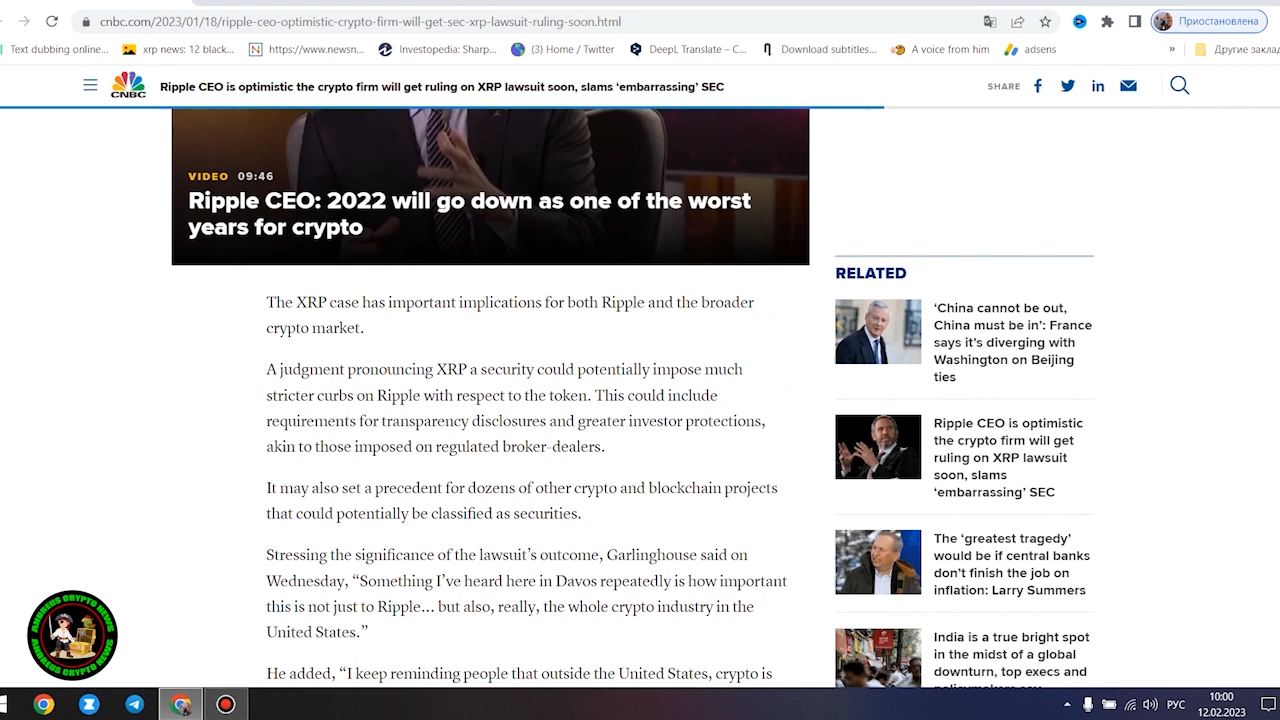 cnbc.com/2023/01/18/ripple-ceo-optimistic-crypto-firm-will-get-sec-xrp-lawsuit-ruling-soon.html
Приостановлена
Text dubbing online...
xrp news: 12 black...
https://www.newsn...
Investopedia: Sharp...
(3) Home / Twitter
DeepL Translate – C...
Download subtitles...
A voice from him
adsens
»
Другие закла
CNBC
Ripple CEO is optimistic the crypto firm will get ruling on XRP lawsuit soon, slams ‘embarrassing’ SEC
SHARE
VIDEO 09:46
Ripple CEO: 2022 will go down as one of the worst
years for crypto
The XRP case has important implications for both Ripple and the broader
crypto market.
A judgment pronouncing XRP a security could potentially impose much
stricter curbs on Ripple with respect to the token. This could include
requirements for transparency disclosures and greater investor protections,
akin to those imposed on regulated broker-dealers.
It may also set a precedent for dozens of other crypto and blockchain projects
that could potentially be classified as securities.
Stressing the significance of the lawsuit’s outcome, Garlinghouse said on
Wednesday, “Something I’ve heard here in Davos repeatedly is how important
this is not just to Ripple… but also, really, the whole crypto industry in the
United States.”
He added, “I keep reminding people that outside the United States, crypto is
RELATED
‘China cannot be out,
China must be in’: France
says it’s diverging with
Washington on Beijing
ties
Ripple CEO is optimistic
the crypto firm will get
ruling on XRP lawsuit
soon, slams
‘embarrassing’ SEC
The ‘greatest tragedy’
would be if central banks
don’t finish the job on
inflation: Larry Summers
India is a true bright spot
in the midst of a global
downturn, top execs and
ANDREUS CRYPTO NEWS
ANDREUS CRYPTO NEWS
РУС
10:00
12.02.2023